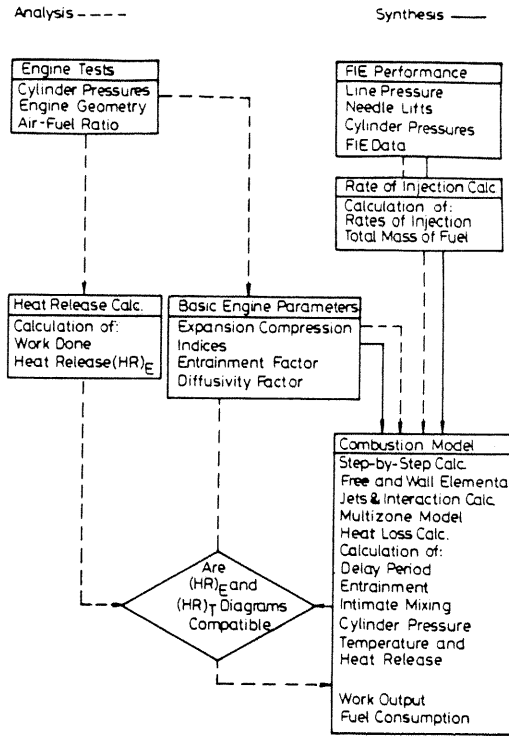 Analysis
Synthesis
Engine Tests
Cylinder Pressures
Engine Geometry
Air-Fuel Ratio
FIE Performance
Line Pressure
Needle Lifts
Cylinder Pressures
FIE Data
Rate of Injection Calc
Calculation of:
Rates of Injection
Total Mass of Fuel
Heat Release Calc.
Calculation of:
Work Done
Heat Release (HR)E
Basic Engine Parameters
Expansion Compression
Indices
Entrainment Factor
Diffusivity Factor
Combustion Model
Step-by-Step Calc.
Free and Wall Elemental
Jets & Interaction Calc.
Multizone Model
Heat Loss Calc.
Calculation of:
Delay Period
Entrainment
Intimate Mixing
Cylinder Pressure
Temperature and
Heat Release
Work Output
Fuel Consumption
Are
(HR)E and
(HR)T Diagrams
Compatible